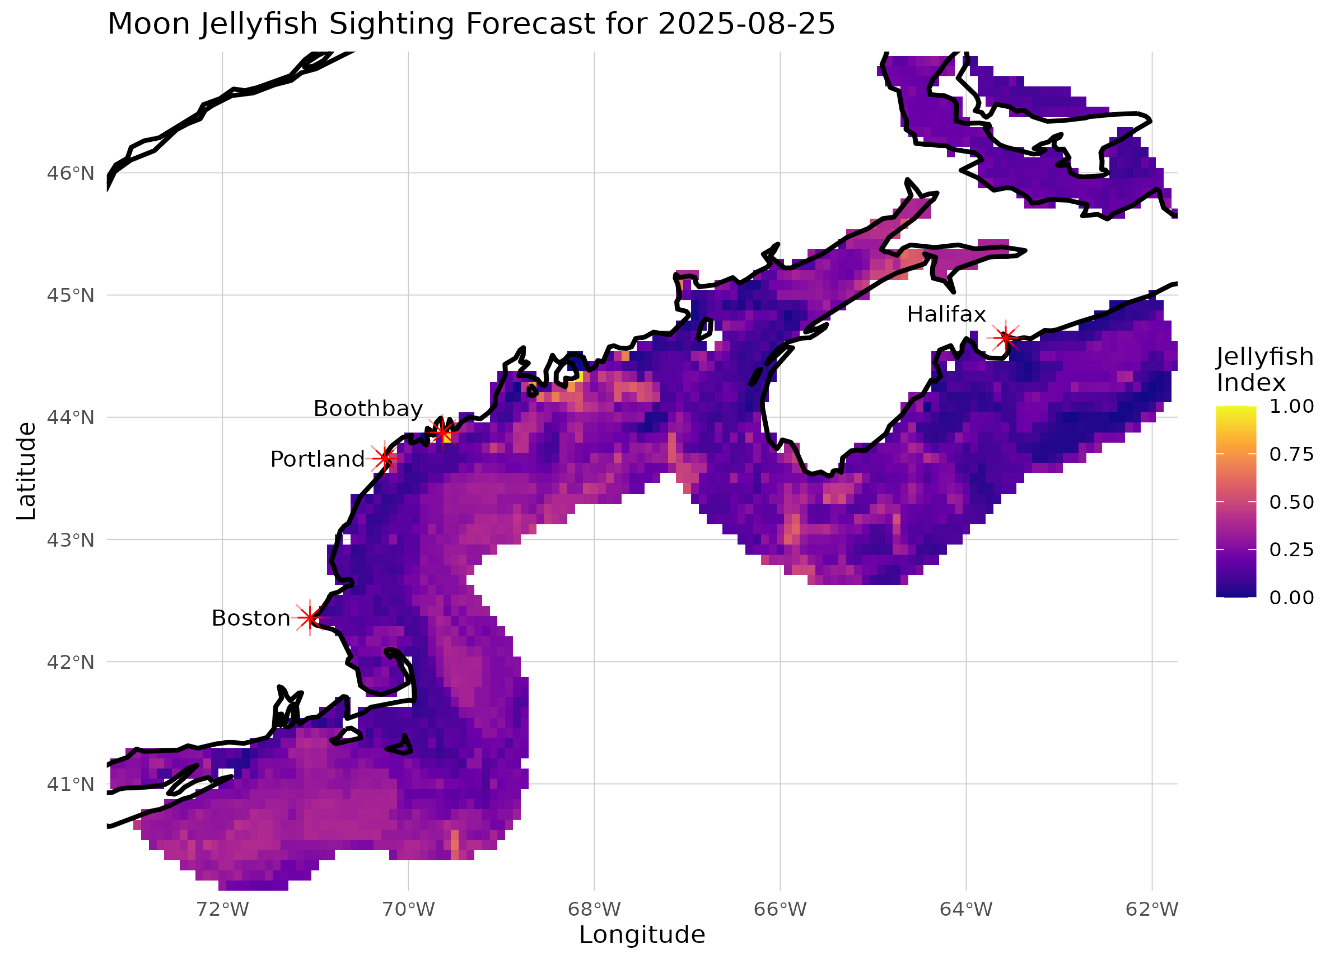 Moon Jellyfish Sighting Forecast for 2025-08-25
46°N
45°N
44°N
43°N
42°N
41°N
Latitude
Halifax
Boothbay
Portland
Boston
72°W
70°W
68°W
66°W
64°W
62°W
Longitude
Jellyfish
Index
1.00
0.75
0.50
0.25
0.00